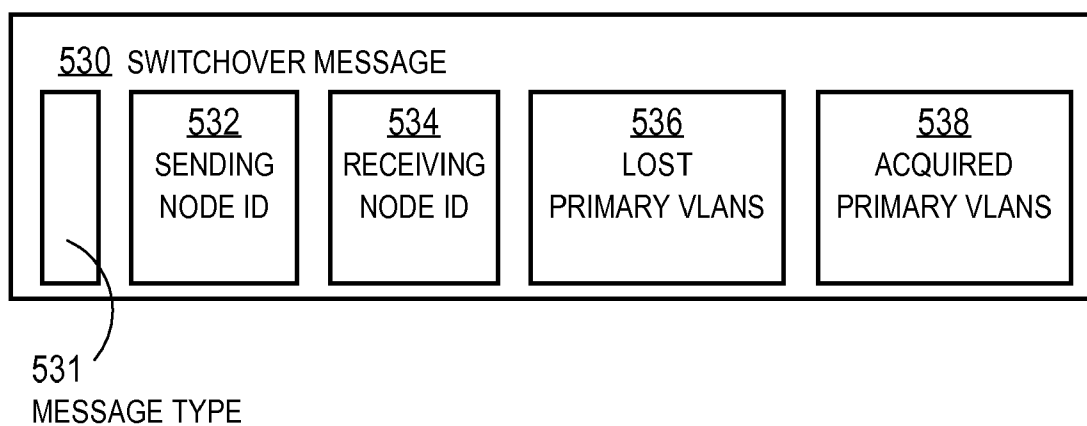 530 SWITCHOVER MESSAGE
532
SENDING
NODE ID
534
RECEIVING
NODE ID
536
LOST
PRIMARY VLANS
538
ACQUIRED
PRIMARY VLANS
531
MESSAGE TYPE